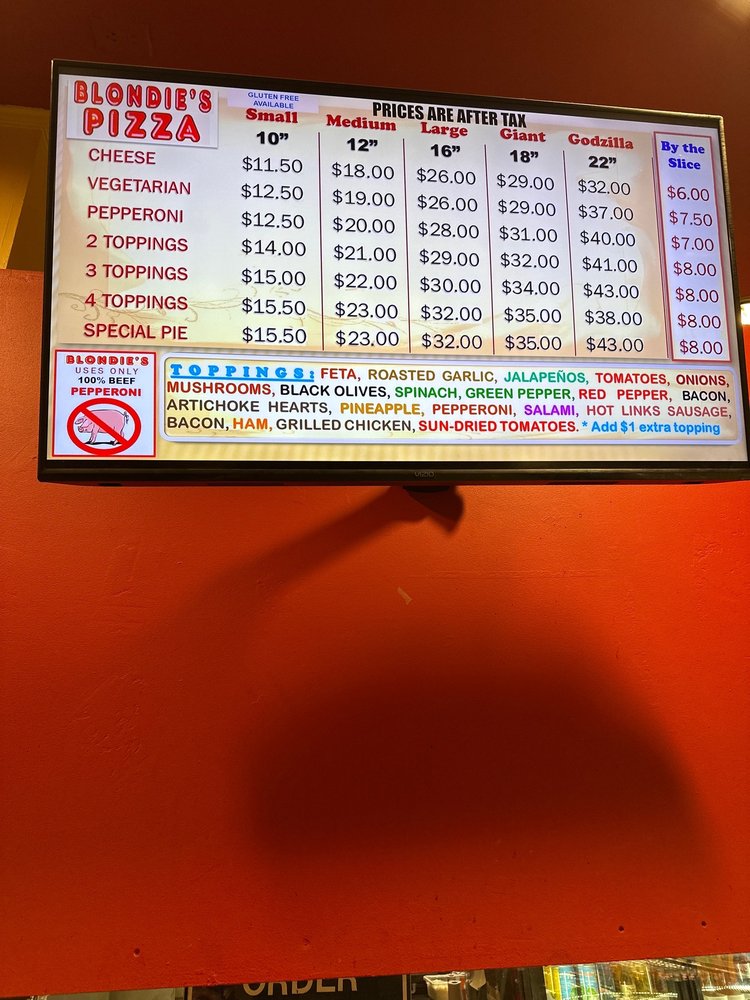 BLONDIE'S
PIZZA
GLUTEN FREE
AVAILABLE
PRICES ARE AFTER TAX
Small Medium Large Giant Godzilla By the
Slice
10” 12” 16” 18” 22”
CHEESE $11.50 $18.00 $26.00 $29.00 $32.00 $6.00
VEGETARIAN $12.50 $19.00 $26.00 $29.00 $37.00 $7.50
PEPPERONI $12.50 $20.00 $28.00 $31.00 $40.00 $7.00
2 TOPPINGS $14.00 $21.00 $29.00 $32.00 $41.00 $8.00
3 TOPPINGS $15.00 $22.00 $30.00 $34.00 $43.00 $8.00
4 TOPPINGS $15.50 $23.00 $32.00 $35.00 $38.00 $8.00
SPECIAL PIE $15.50 $23.00 $32.00 $35.00 $43.00 $8.00
BLONDIE'S
USES ONLY
100% BEEF
PEPPERONI
TOPPINGS: FETA, ROASTED GARLIC, JALAPEÑOS, TOMATOES, ONIONS,
MUSHROOMS, BLACK OLIVES, SPINACH, GREEN PEPPER, RED PEPPER, BACON,
ARTICHOKE HEARTS, PINEAPPLE, PEPPERONI, SALAMI, HOT LINKS SAUSAGE,
BACON, HAM, GRILLED CHICKEN, SUN-DRIED TOMATOES. * Add $1 extra topping
VIZIO
ORDER